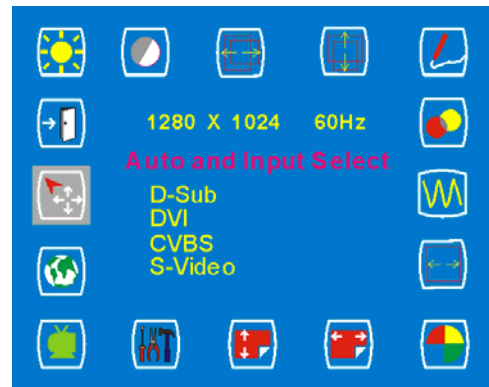 1280 X 1024 60Hz
Auto and Input Select
D-Sub
DVI
CVBS
S-Video